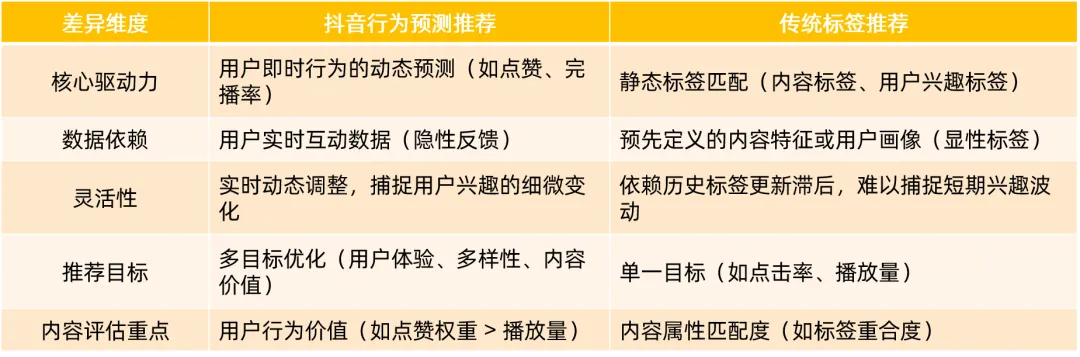 差异维度
抖音行为预测推荐
传统标签推荐
核心驱动力
用户即时行为的动态预测（如点赞、完
播率）
静态标签匹配（内容标签、用户兴趣标签）
数据依赖
用户实时互动数据（隐性反馈）
预先定义的内容特征或用户画像（显性标签）
灵活性
实时动态调整，捕捉用户兴趣的细微变
化
依赖历史标签更新滞后，难以捕捉短期兴趣波
动
推荐目标
多目标优化（用户体验、多样性、内容
价值）
单一目标（如点击率、播放量）
内容评估重点
用户行为价值（如点赞权重 > 播放量）
内容属性匹配度（如标签重合度）